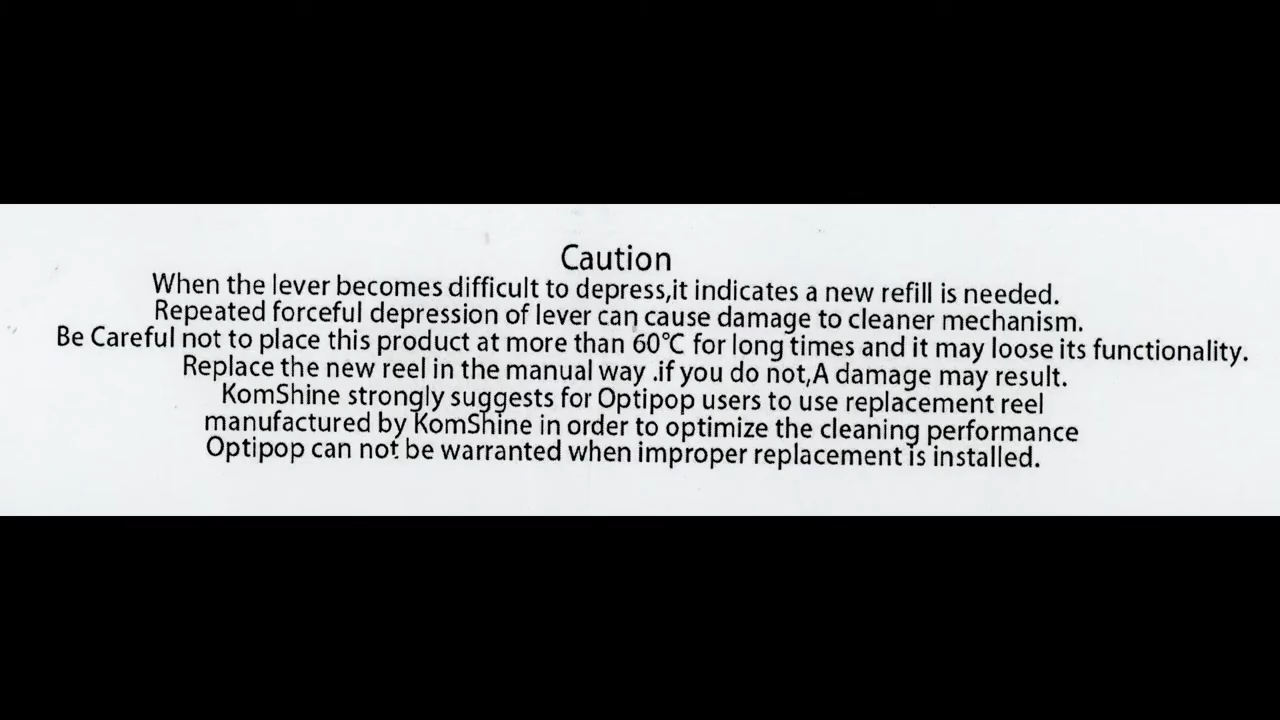 Caution
When the lever becomes difficult to depress,it indicates a new refill is needed.
Repeated forceful depression of lever can cause damage to cleaner mechanism.
Be Careful not to place this product at more than 60℃ for long times and it may loose its functionality.
Replace the new reel in the manual way .if you do not,A damage may result.
KomShine strongly suggests for Optipop users to use replacement reel
manufactured by KomShine in order to optimize the cleaning performance
Optipop can not be warranted when improper replacement is installed.